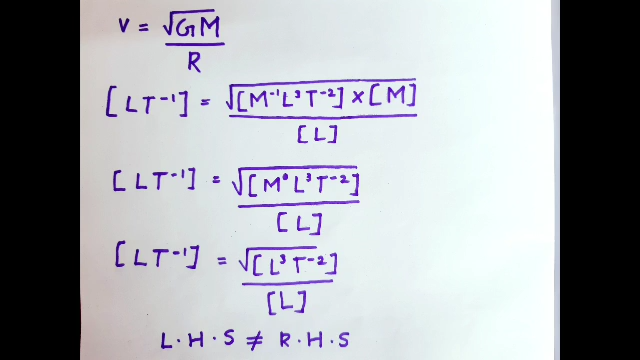 V = √GM / R
[LT⁻¹] = √[M⁻¹L³T⁻²] × [M] / [L]
[LT⁻¹] = √[M⁰L³T⁻²] / [L]
[LT⁻¹] = √[L³T⁻²] / [L]
L.H.S ≠ R.H.S